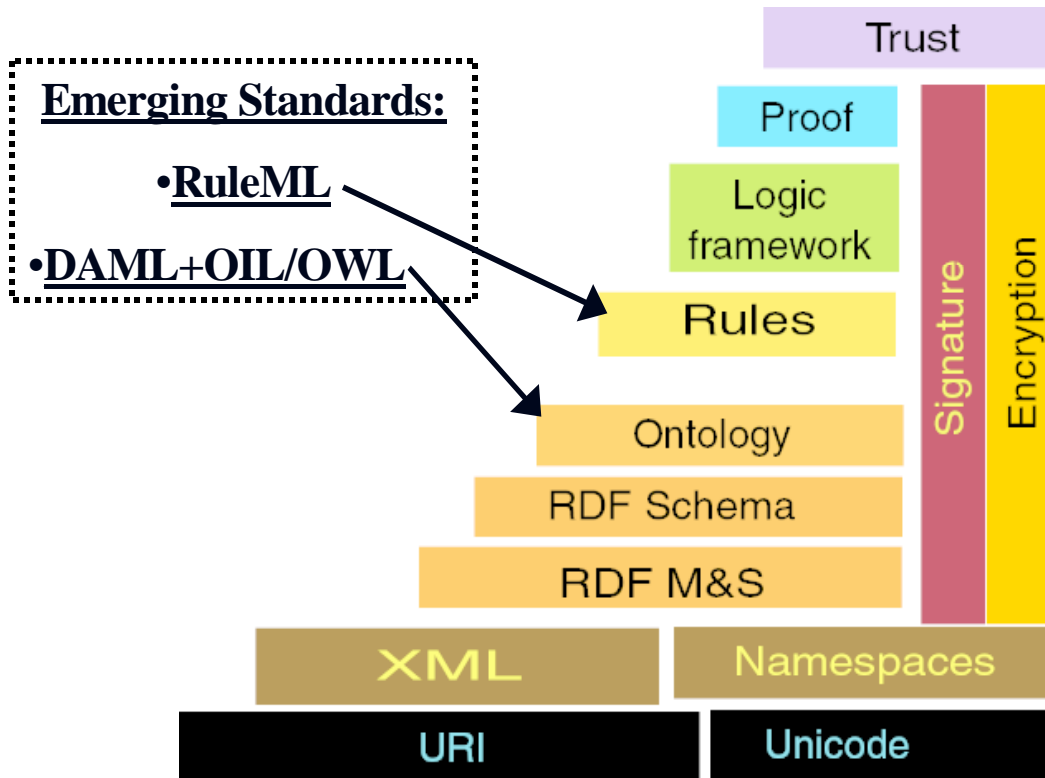 Trust
Emerging Standards:
•RuleML
•DAML+OIL/OWL
Proof
Logic
framework
Rules
Ontology
RDF Schema
RDF M&S
Signature
Encryption
XML
Namespaces
URI
Unicode